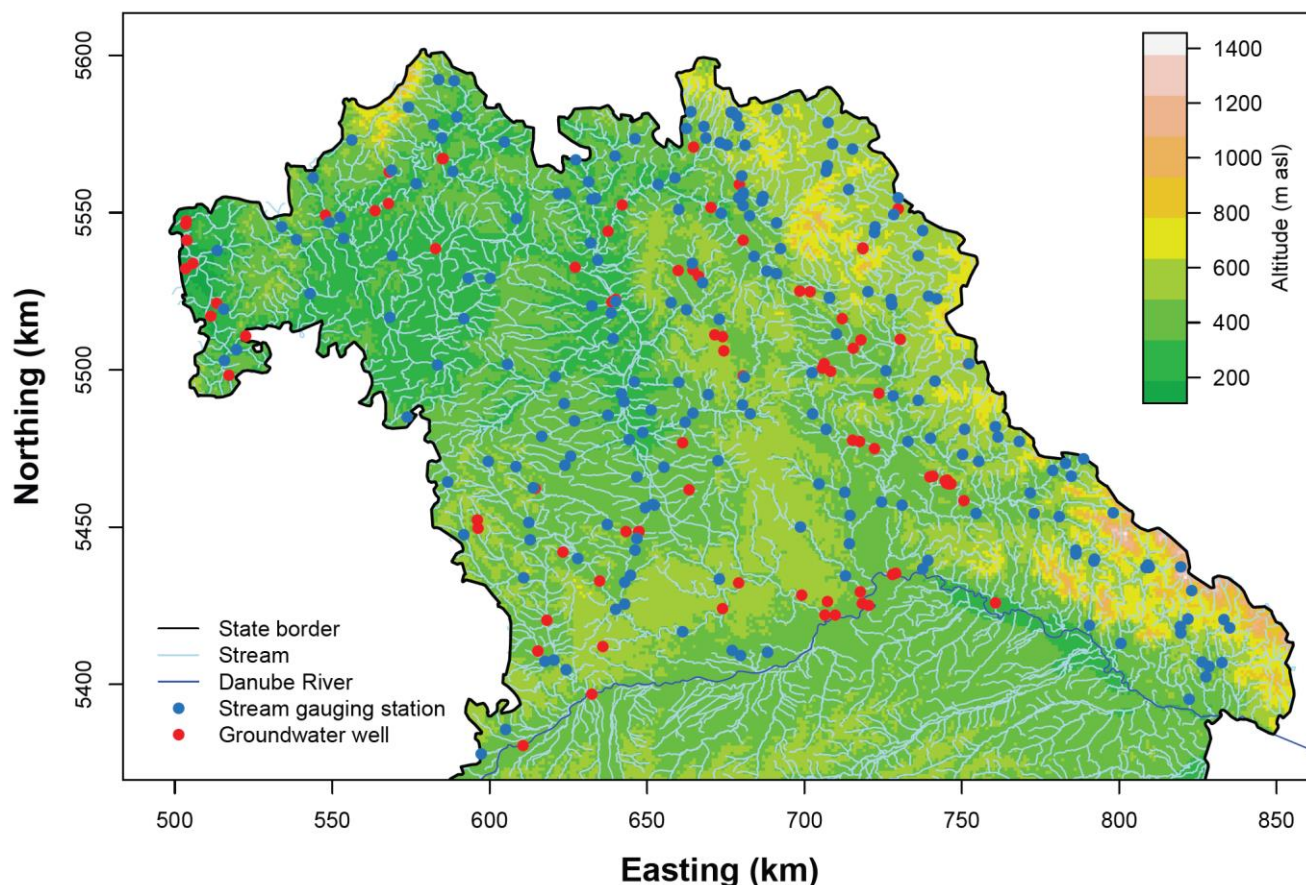 5600
5550
5500
5450
5400
Northing (km)
1400
1200
1000
800
600
400
200
Altitude (m asl)
State border
Stream
Danube River
Stream gauging station
Groundwater well
500 550 600 650 700 750 800 850
Easting (km)